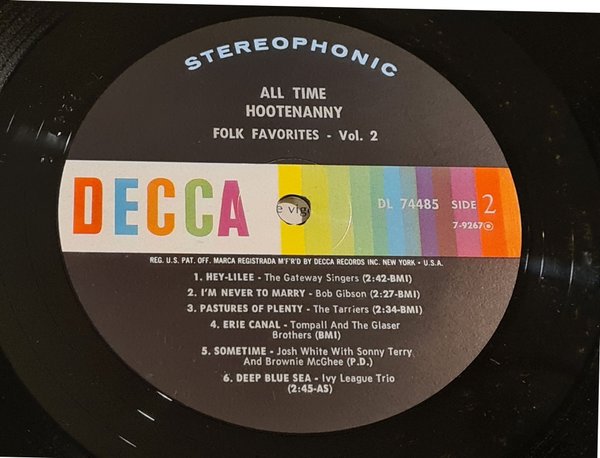 STEREOPHONIC
ALL TIME
HOOTENANNY
FOLK FAVORITES - Vol. 2
DECCA
DL 74485 SIDE 2
7-9267
REG. U.S. PAT. OFF. MARCA REGISTRADA M'F'R'D BY DECCA RECORDS INC. NEW YORK - U.S.A.
1. HEY-LILEE - The Gateway Singers (2:42-BMI)
2. I'M NEVER TO MARRY - Bob Gibson (2:27-BMI)
3. PASTURES OF PLENTY - The Tarriers (2:34-BMI)
4. ERIE CANAL - Tompall And The Glaser
Brothers (BMI)
5. SOMETIME - Josh White With Sonny Terry
And Brownie McGhee (P.D.)
6. DEEP BLUE SEA - Ivy League Trio
(2:45-AS)